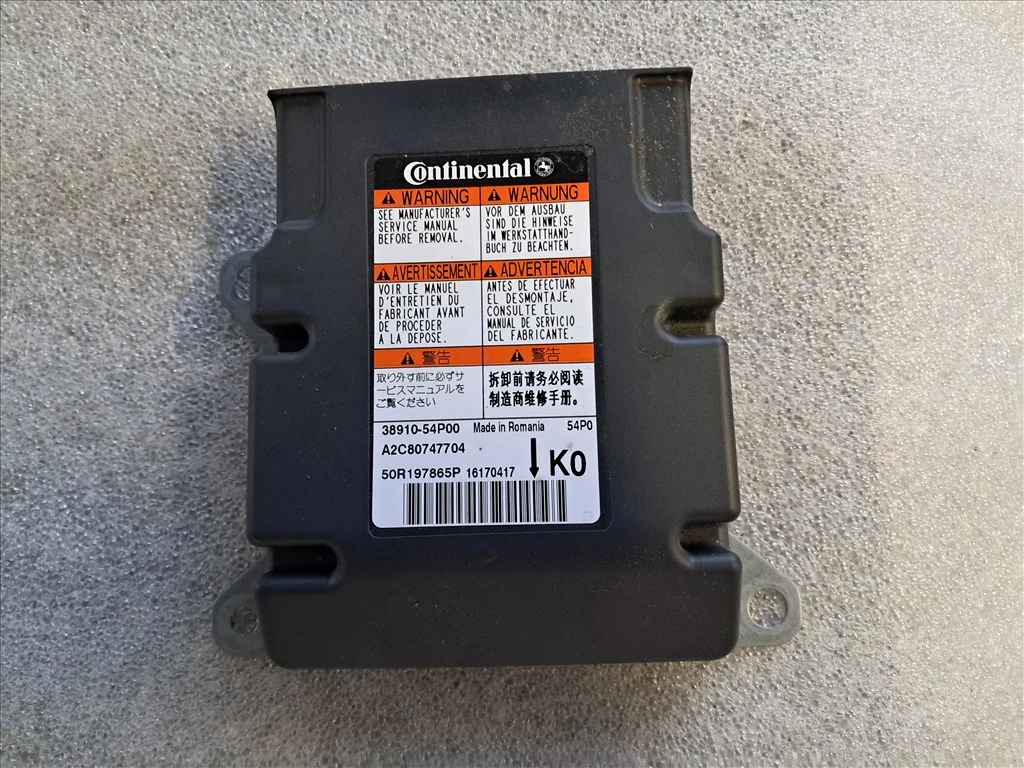 Continental
WARNING
SEE MANUFACTURER'S
SERVICE MANUAL
BEFORE REMOVAL.
WARNUNG
VOR DEM AUSBAU
SIND DIE HINWEISE
IM WERKSTATTHAND-
BUCH ZU BEACHTEN.
AVERTISSEMENT
VOIR LE MANUEL
D'ENTRETIEN DU
FABRICANT AVANT
DE PROCEDER
A LA DEPOSE.
ADVERTENCIA
ANTES DE EFECTUAR
EL DESMONTAJE,
CONSULTE EL
MANUAL DE SERVICIO
DEL FABRICANTE.
警告
取り外す前に必ずサ
ービスマニュアルを
ご覧ください
警告
拆卸前请务必阅读
制造商维修手册。
38910-54P00 Made in Romania 54P0
A2C80747704
50R197865P 16170417 K0